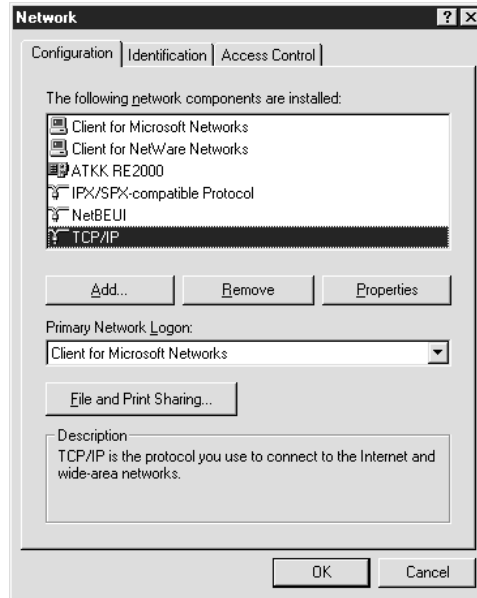 Network
Configuration Identification Access Control
The following network components are installed:
Client for Microsoft Networks
Client for NetWare Networks
ATKK RE2000
IPX/SPX-compatible Protocol
NetBEUI
TCP/IP
Add... Remove Properties
Primary Network Logon:
Client for Microsoft Networks
File and Print Sharing...
Description
TCP/IP is the protocol you use to connect to the Internet and
wide-area networks.
OK Cancel